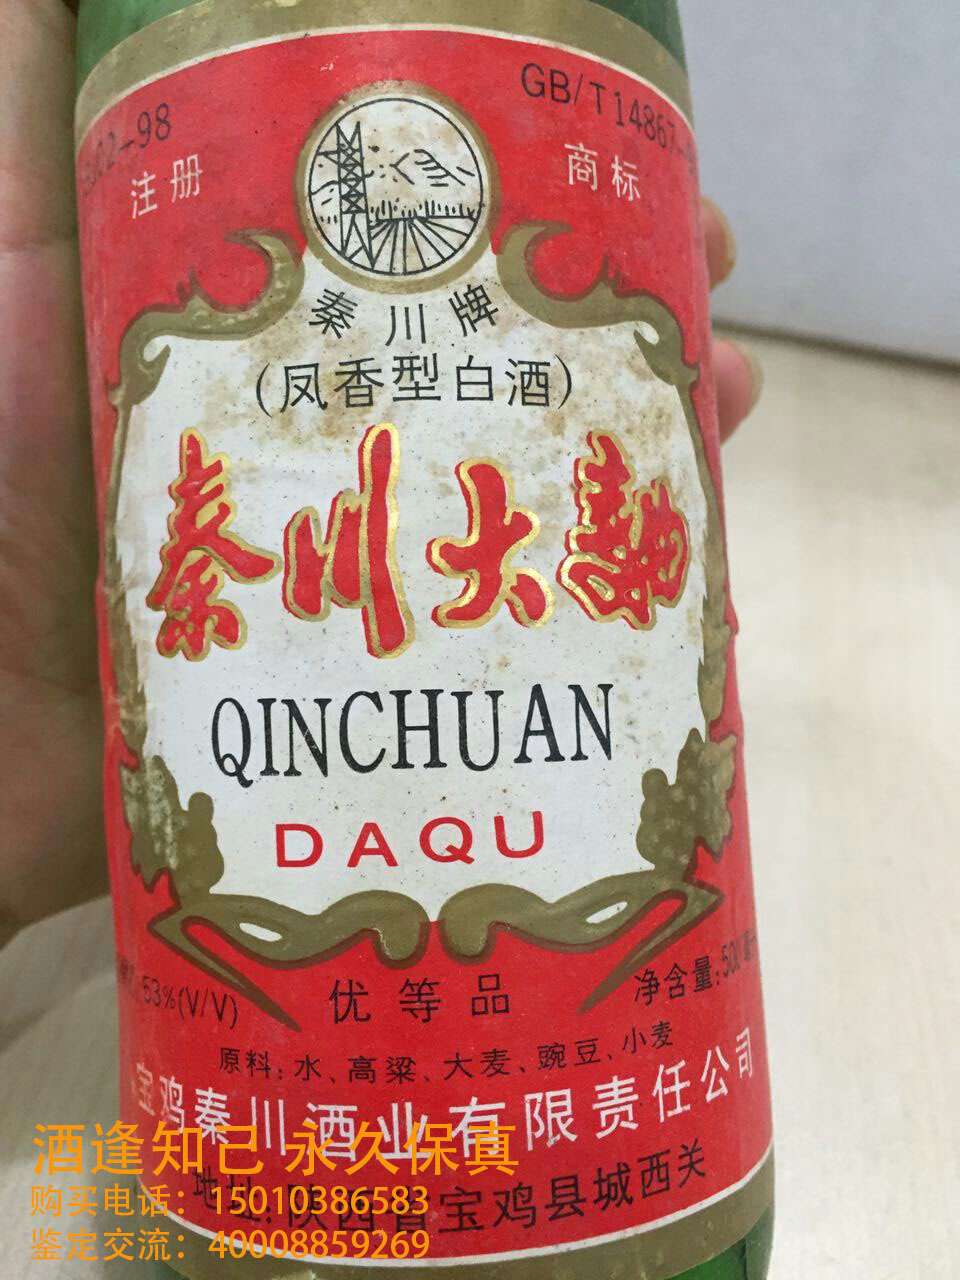 GB/T14867
注册 商标
秦川牌
(凤香型白酒)
秦川大麯
QINCHUAN
DAQU
53%(V/V) 优等品 净含量:500
原料:水、高粱、大麦、豌豆、小麦
宝鸡秦川酒业有限责任公司
地址:陕西省宝鸡县城西关
酒逢知己 永久保真
购买电话：15010386583
鉴定交流：40008859269